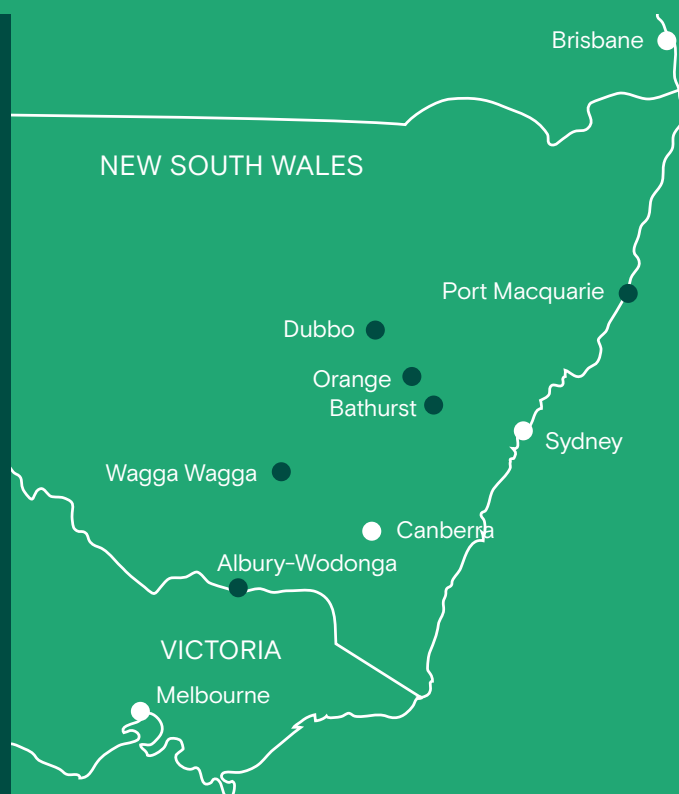 Brisbane
NEW SOUTH WALES
Port Macquarie
Dubbo
Orange
Bathurst
Sydney
Wagga Wagga
Canberra
Albury-Wodonga
VICTORIA
Melbourne